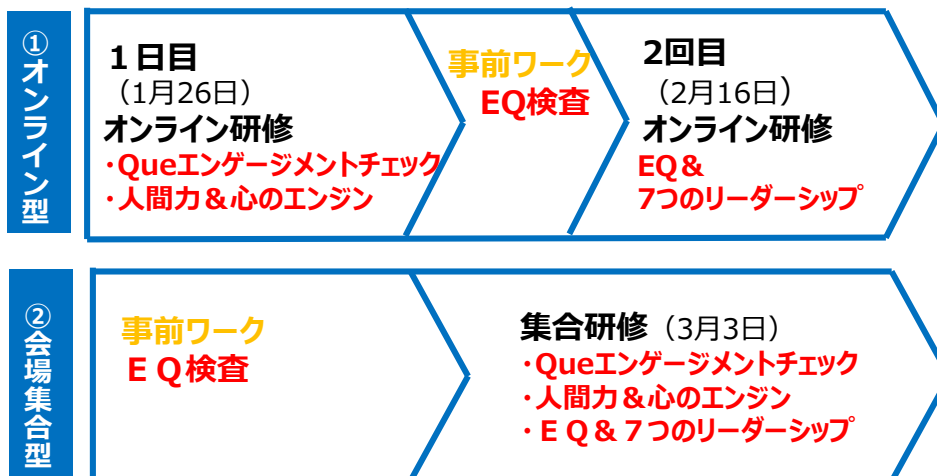 ①オンライン型
１日目
（1月26日）
オンライン研修
・Queエンゲージメントチェック
・人間力＆心のエンジン
事前ワーク
EQ検査
2回目
（2月16日）
オンライン研修
EQ＆
7つのリーダーシップ
②会場集合型
事前ワーク
ＥＱ検査
集合研修（3月3日）
・Queエンゲージメントチェック
・人間力＆心のエンジン
・ＥＱ＆７つのリーダーシップ